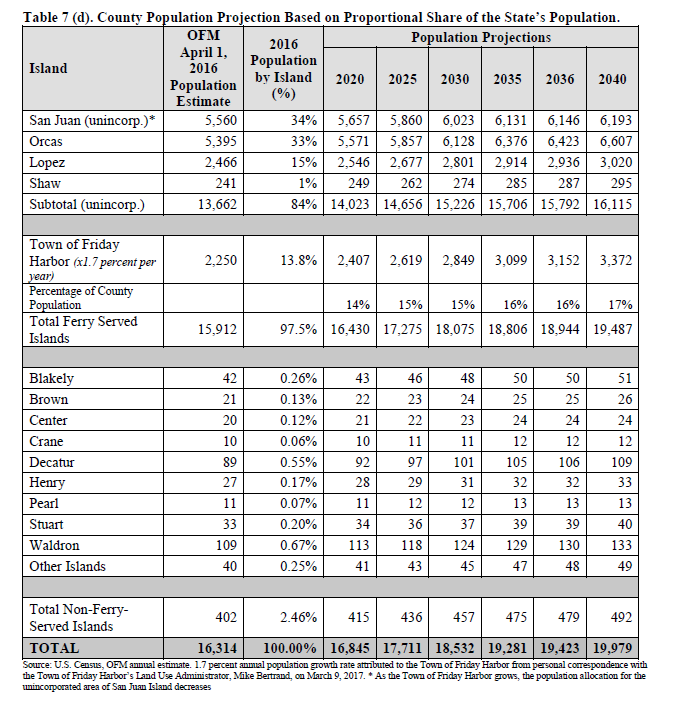 Table 7 (d). County Population Projection Based on Proportional Share of the State's Population.
Island OFM April 1, 2016 Population Estimate 2016 Population by Island (%) Population Projections
2020 2025 2030 2035 2036 2040
San Juan (unincorp.)* 5,560 34% 5,657 5,860 6,023 6,131 6,146 6,193
Orcas 5,395 33% 5,571 5,857 6,128 6,376 6,423 6,607
Lopez 2,466 15% 2,546 2,677 2,801 2,914 2,936 3,020
Shaw 241 1% 249 262 274 285 287 295
Subtotal (unincorp.) 13,662 84% 14,023 14,656 15,226 15,706 15,792 16,115
Town of Friday
Harbor (x1.7 percent per
year) 2,250 13.8% 2,407 2,619 2,849 3,099 3,152 3,372
Percentage of County
Population 14% 15% 15% 16% 16% 17%
Total Ferry Served
Islands 15,912 97.5% 16,430 17,275 18,075 18,806 18,944 19,487
Blakely 42 0.26% 43 46 48 50 50 51
Brown 21 0.13% 22 23 24 25 25 26
Center 20 0.12% 21 22 23 24 24 24
Crane 10 0.06% 10 11 11 12 12 12
Decatur 89 0.55% 92 97 101 105 106 109
Henry 27 0.17% 28 29 31 32 32 33
Pearl 11 0.07% 11 12 12 13 13 13
Stuart 33 0.20% 34 36 37 39 39 40
Waldron 109 0.67% 113 118 124 129 130 133
Other Islands 40 0.25% 41 43 45 47 48 49
Total Non-Ferry-
Served Islands 402 2.46% 415 436 457 475 479 492
TOTAL 16,314 100.00% 16,845 17,711 18,532 19,281 19,423 19,979
Source: U.S. Census, OFM annual estimate. 1.7 percent annual population growth rate attributed to the Town of Friday Harbor from personal correspondence with
the Town of Friday Harbor's Land Use Administrator, Mike Bertrand, on March 9, 2017. * As the Town of Friday Harbor grows, the population allocation for the
unincorporated area of San Juan Island decreases